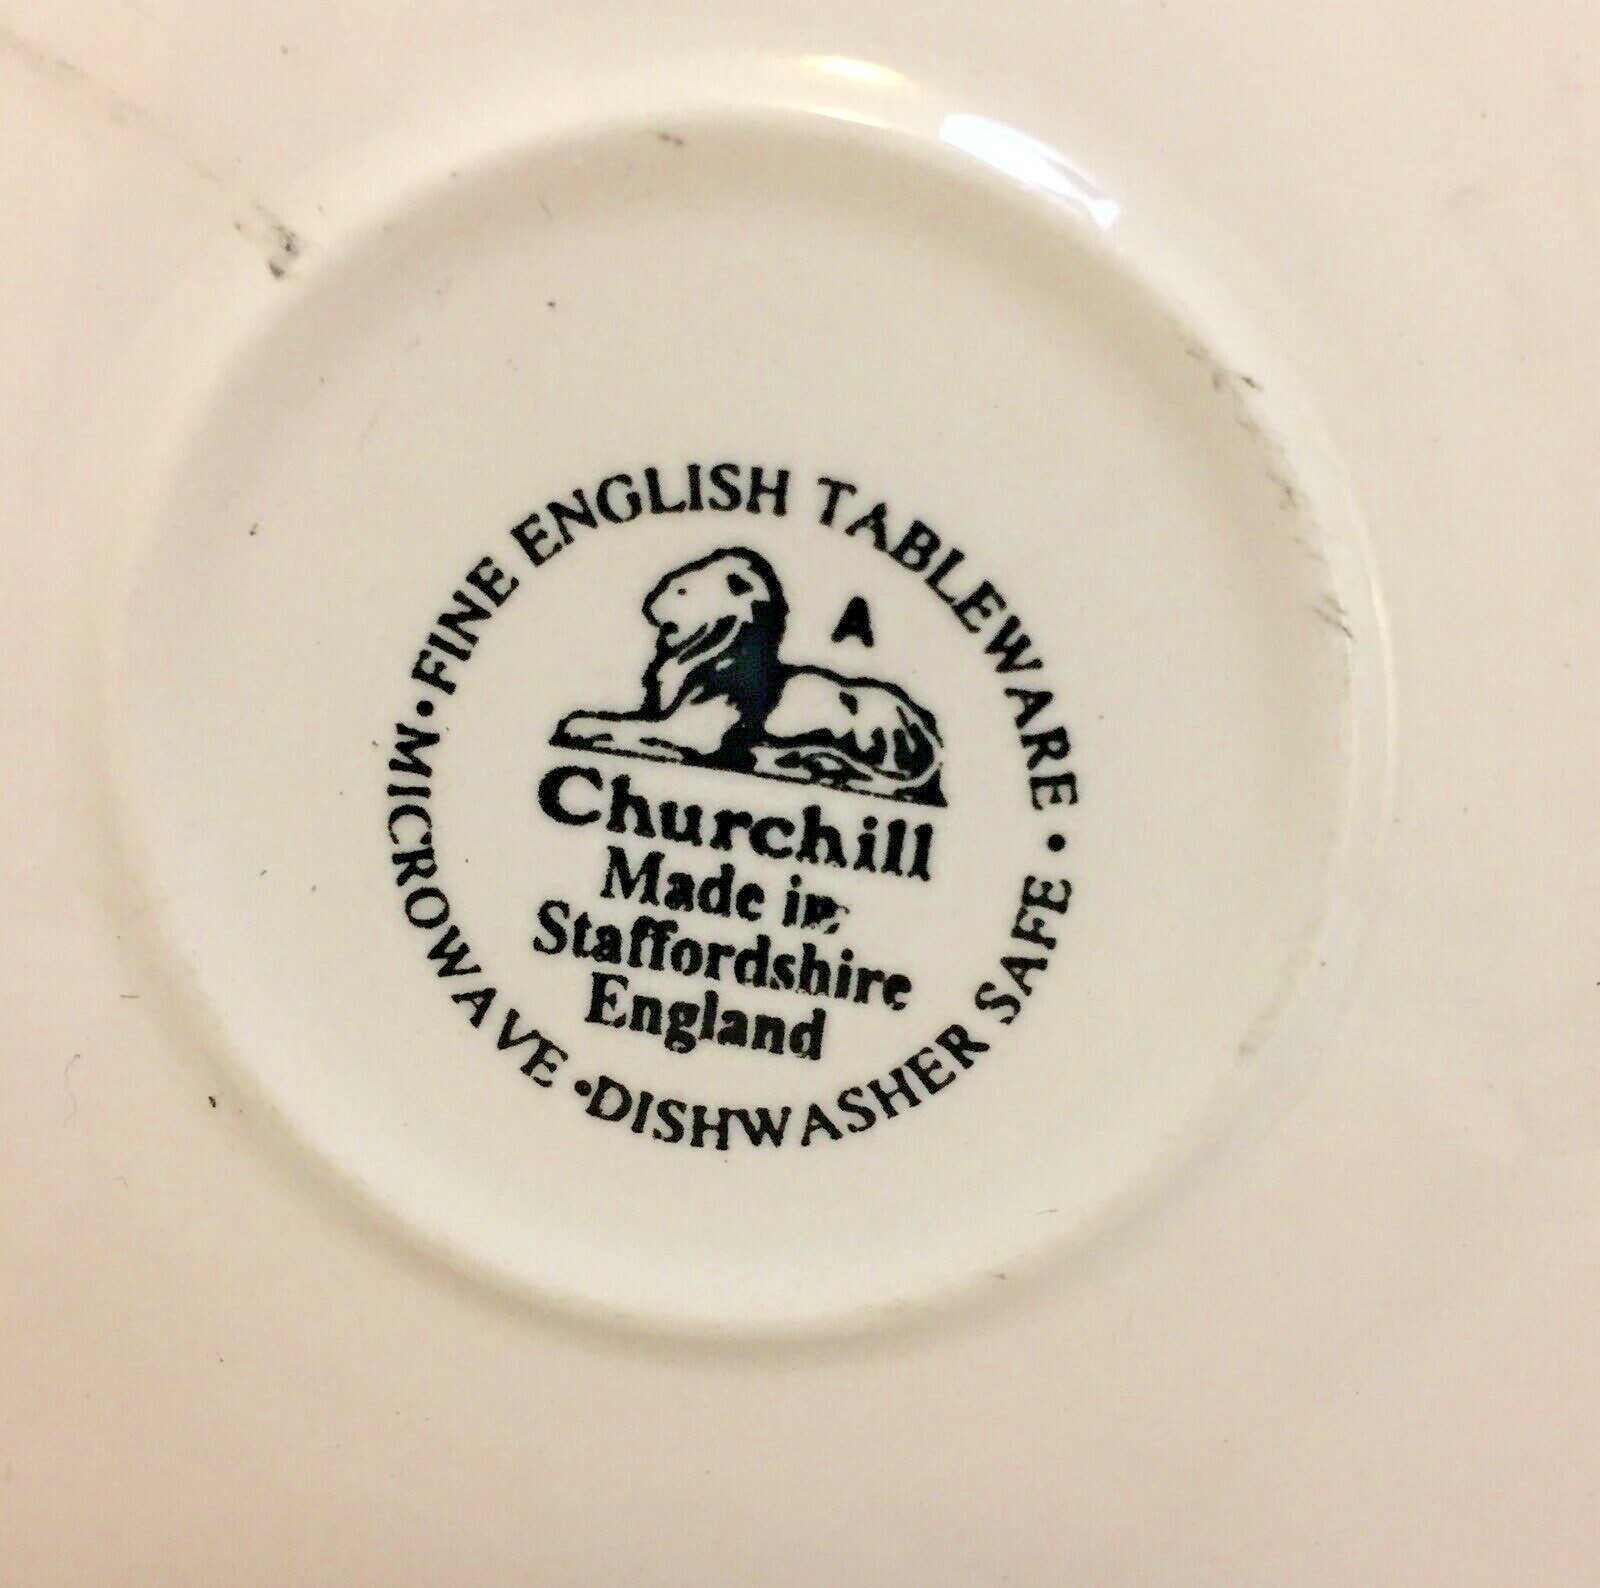 • FINE ENGLISH TABLEWARE •
A
Churchill
Made in
Staffordshire
England
MICROWAVE • DISHWASHER SAFE